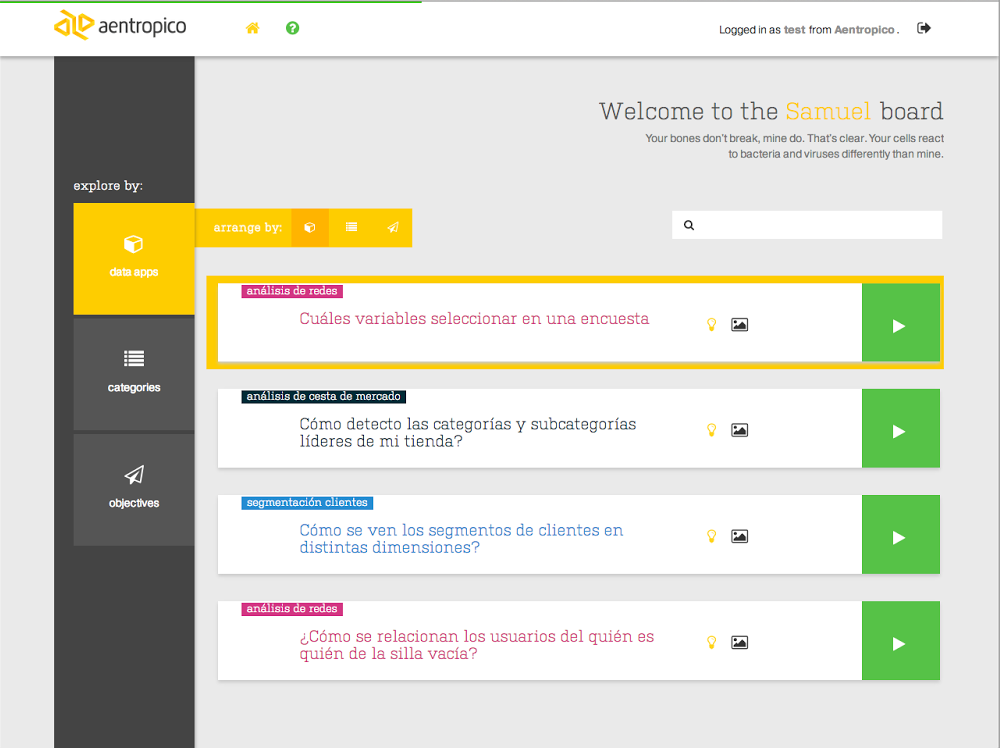 aentropico
?
Logged in as test from Aentropico .
Welcome to the Samuel board
Your bones don't break, mine do. That's clear. Your cells react
to bacteria and viruses differently than mine.
explore by:
data apps
categories
objectives
arrange by:
análisis de redes
Cuáles variables seleccionar en una encuesta
análisis de cesta de mercado
Cómo detecto las categorías y subcategorías
líderes de mi tienda?
segmentación clientes
Cómo se ven los segmentos de clientes en
distintas dimensiones?
análisis de redes
¿Cómo se relacionan los usuarios del quién es
quién de la silla vacía?